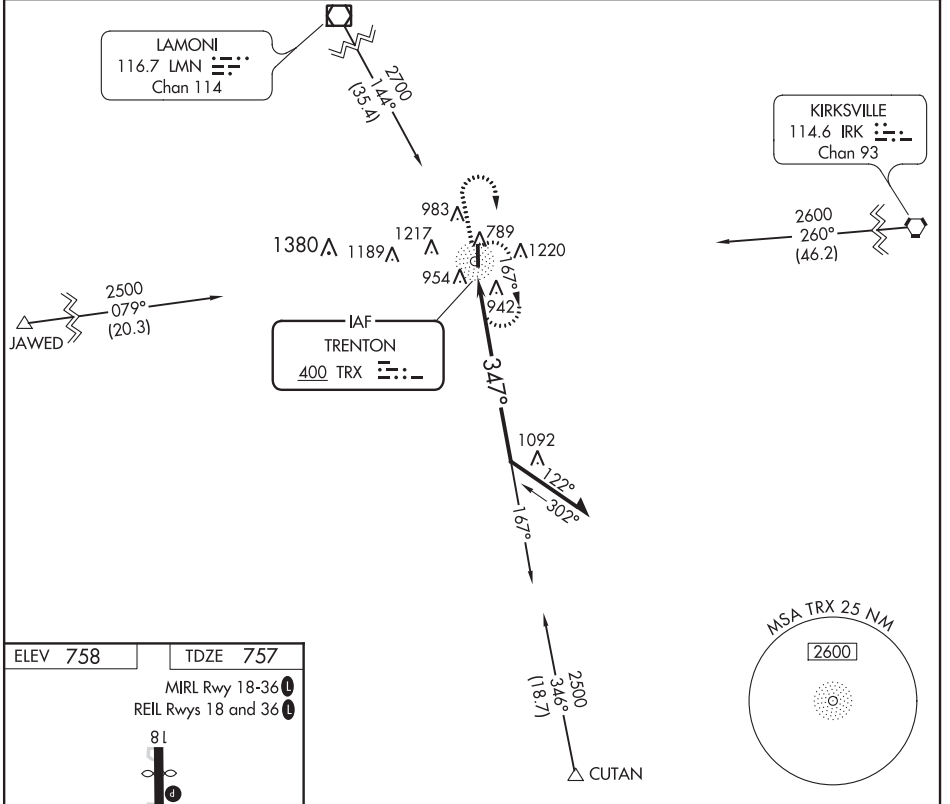 LAMONI
116.7 LMN
Chan 114
2700
144°
(35.4)
KIRKSVILLE
114.6 IRK
Chan 93
2600
260°
(46.2)
983
789
1217
1380
1189
1220
954
167°
942
2500
079°
(20.3)
JAWED
IAF
TRENTON
400 TRX
347°
1092
122°
302°
167°
MSA TRX 25 NM
2600
2500
346°
(18.7)
CUTAN
ELEV 758
TDZE 757
MIRL Rwy 18-36 L
REIL Rwys 18 and 36 L
18
P